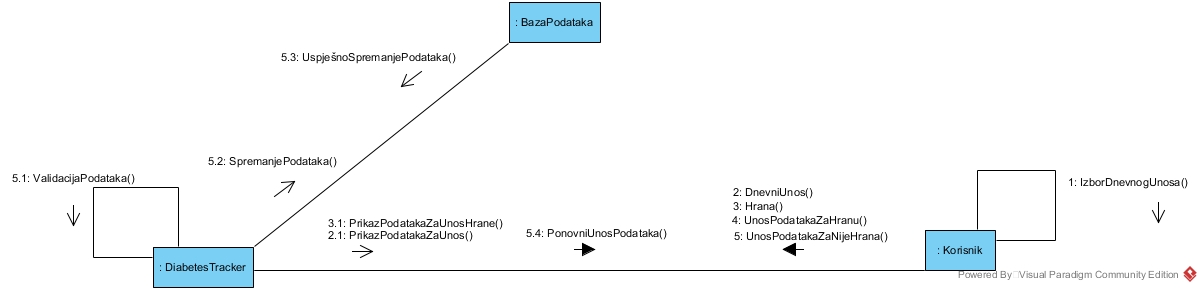 : BazaPodataka
5.3: UspješnoSpremanjePodataka()
5.2: SpremanjePodataka()
5.1: ValidacijaPodataka()
1: IzborDnevnogUnosa()
2: DnevniUnos()
3: Hrana()
4: UnosPodatakaZaHranu()
5: UnosPodatakaZaNijeHrana()
3.1: PrikazPodatakaZaUnosHrane()
2.1: PrikazPodatakaZaUnos()
5.4: PonovniUnosPodataka()
: Korisnik
: DiabetesTracker
Powered By Visual Paradigm Community Edition